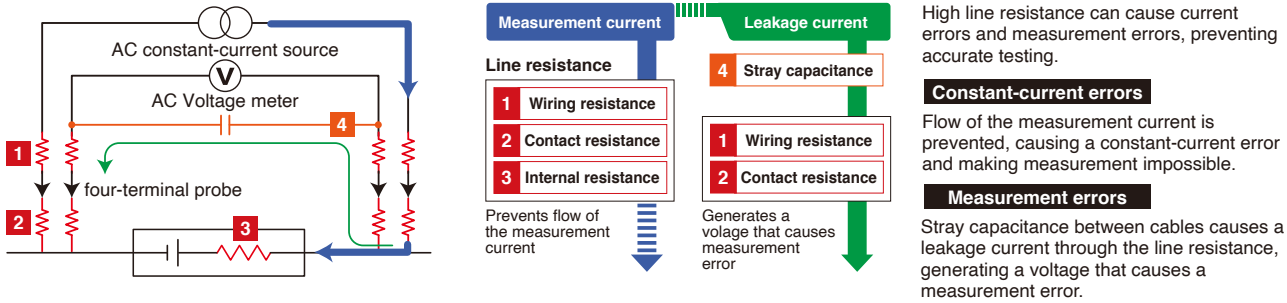 AC constant-current source
V
AC Voltage meter
4
1
four-terminal probe
2
3
Measurement current
Leakage current
Line resistance
1 Wiring resistance
2 Contact resistance
3 Internal resistance
Prevents flow of
the measurement
current
4 Stray capacitance
1 Wiring resistance
2 Contact resistance
Generates a
volage that causes
measurement
error
High line resistance can cause current
errors and measurement errors, preventing
accurate testing.
Constant-current errors
Flow of the measurement current is
prevented, causing a constant-current error
and making measurement impossible.
Measurement errors
Stray capacitance between cables causes a
leakage current through the line resistance,
generating a voltage that causes a
measurement error.